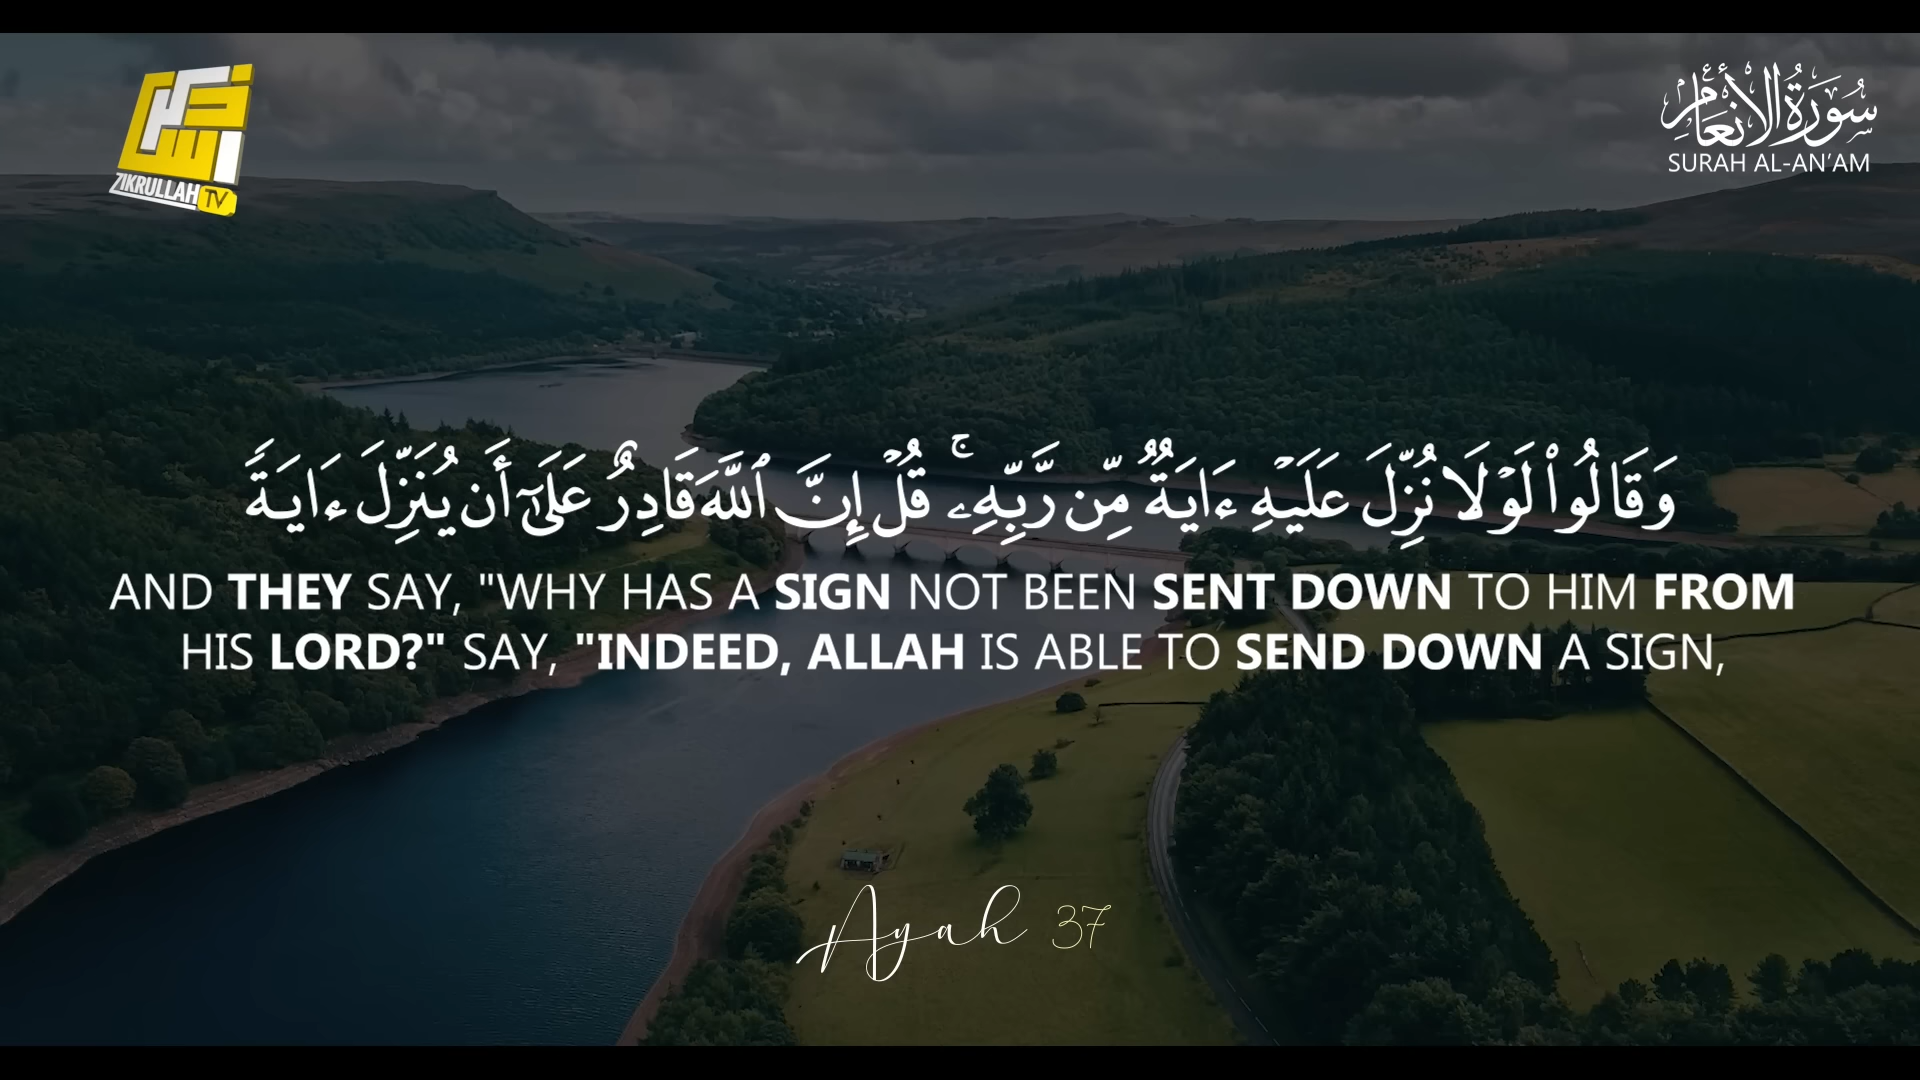 ذكر الله
ZIKRULLAH TV
سُورَةُ الأَنْعَامِ
SURAH AL-AN'AM
وَقَالُوا۟ لَوْلَا نُزِّلَ عَلَيْهِ ءَايَةٌ مِّن رَّبِّهِۦ ۚ قُلْ إِنَّ ٱللَّهَ قَادِرٌ عَلَىٰٓ أَن يُنَزِّلَ ءَايَةً
AND THEY SAY, "WHY HAS A SIGN NOT BEEN SENT DOWN TO HIM FROM
HIS LORD?" SAY, "INDEED, ALLAH IS ABLE TO SEND DOWN A SIGN,
Ayah 37